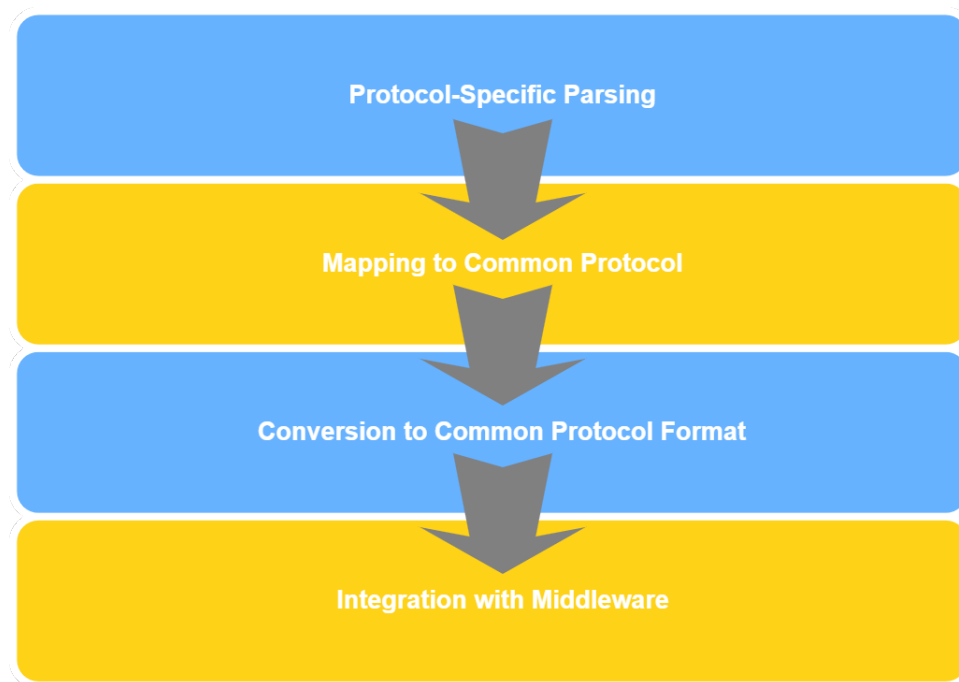 Protocol-Specific Parsing
Mapping to Common Protocol
Conversion to Common Protocol Format
Integration with Middleware